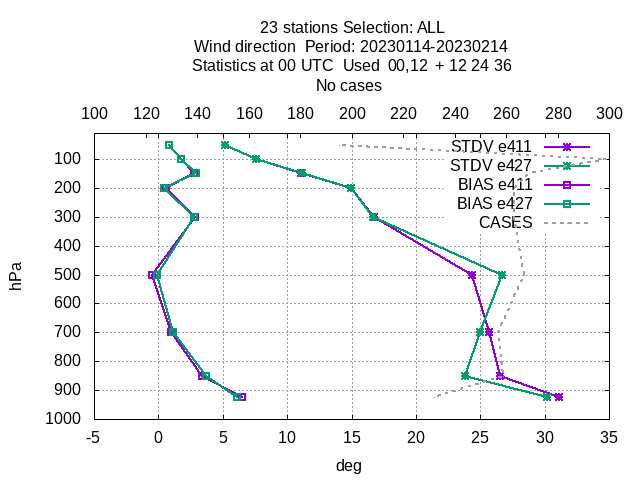 23 stations Selection: ALL
Wind direction  Period: 20230114-20230214
Statistics at 00 UTC  Used  00,12  + 12 24 36
No cases
100 120 140 160 180 200 220 240 260 280 300
STDV e411
STDV e427
BIAS e411
BIAS e427
CASES
100
200
300
400
500
600
700
800
900
1000
hPa
-5 0 5 10 15 20 25 30 35
deg